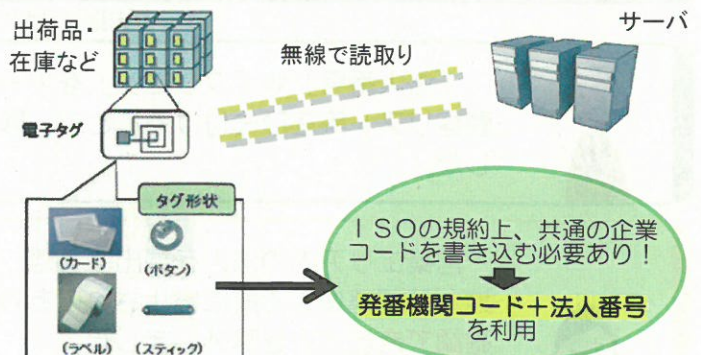 出荷品・
在庫など
サーバ
無線で読取り
電子タグ
タグ形状
(カード)
(ボタン)
(ラベル)
(スティック)
ＩＳＯの規約上、共通の企業
コードを書き込む必要あり！
発番機関コード＋法人番号
を利用